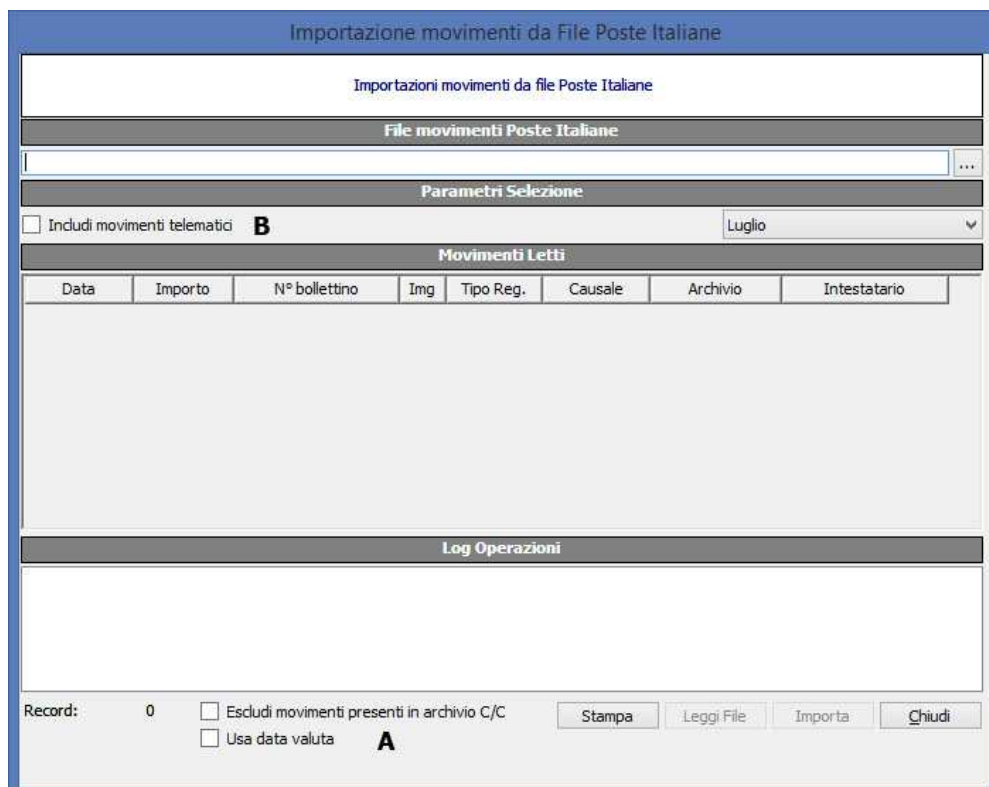 Importazione movimenti da File Poste Italiane
Importazioni movimenti da file Poste Italiane
File movimenti Poste Italiane
...
Parametri Selezione
Includi movimenti telematici B Luglio
Movimenti Letti
Data Importo N° bollettino Img Tipo Reg. Causale Archivio Intestatario
Log Operazioni
Record: 0 Escludi movimenti presenti in archivio C/C Stampa Leggi File Importa Chiudi
Usa data valuta A